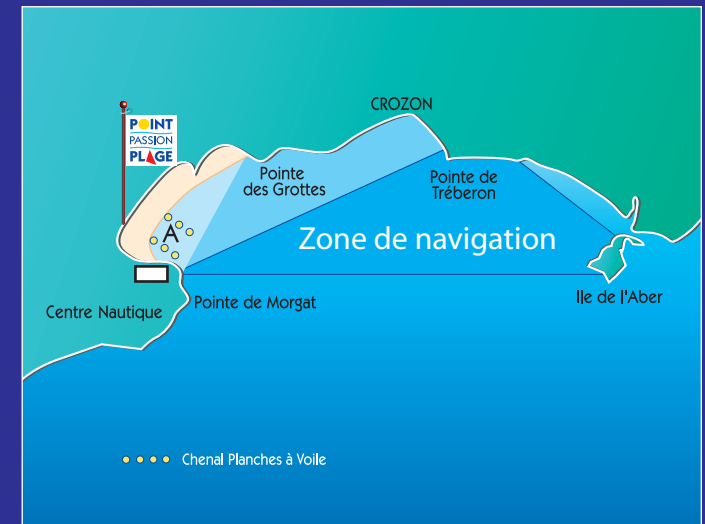 CROZON
POINT
PASSION
PLAGE
Pointe
des Grottes
Pointe de
Tréberon
A
Zone de navigation
Ile de l'Aber
Pointe de Morgat
Centre Nautique
Chenal Planches à Voile